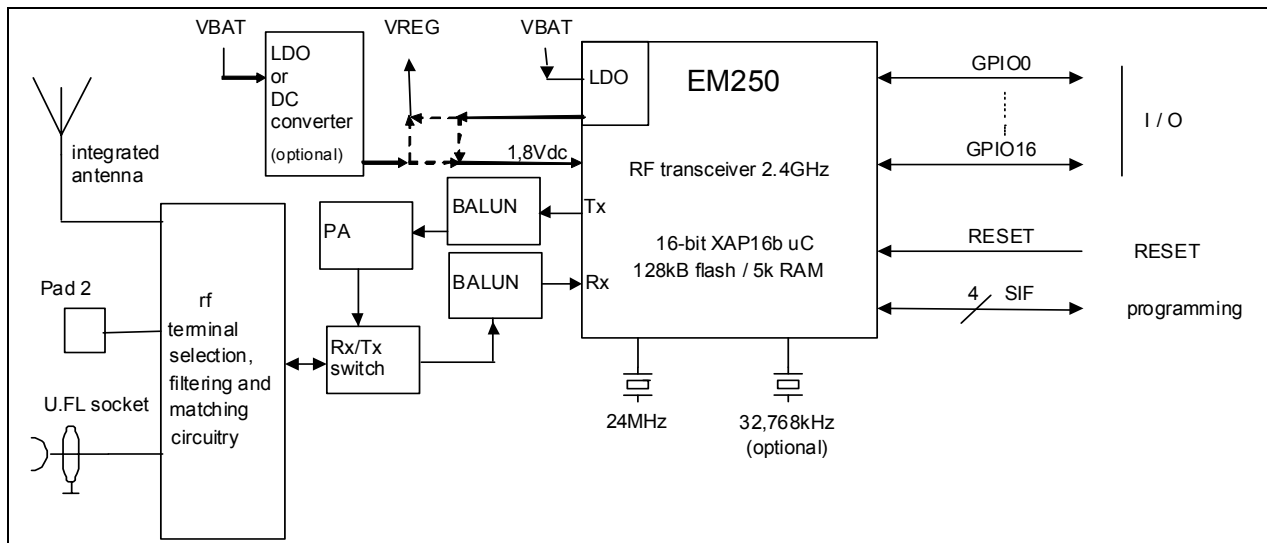 VBAT
VREG
VBAT
LDO
or
DC
converter
(optional)
LDO
EM250
GPIO0
I / O
GPIO16
1,8Vdc
RF transceiver 2.4GHz
integrated
antenna
BALUN
Tx
PA
16-bit XAP16b uC
128kB flash / 5k RAM
RESET
RESET
BALUN
Rx
Pad 2
4
SIF
programming
rf
terminal
selection,
filtering and
matching
circuitry
Rx/Tx
switch
U.FL socket
24MHz
32,768kHz
(optional)